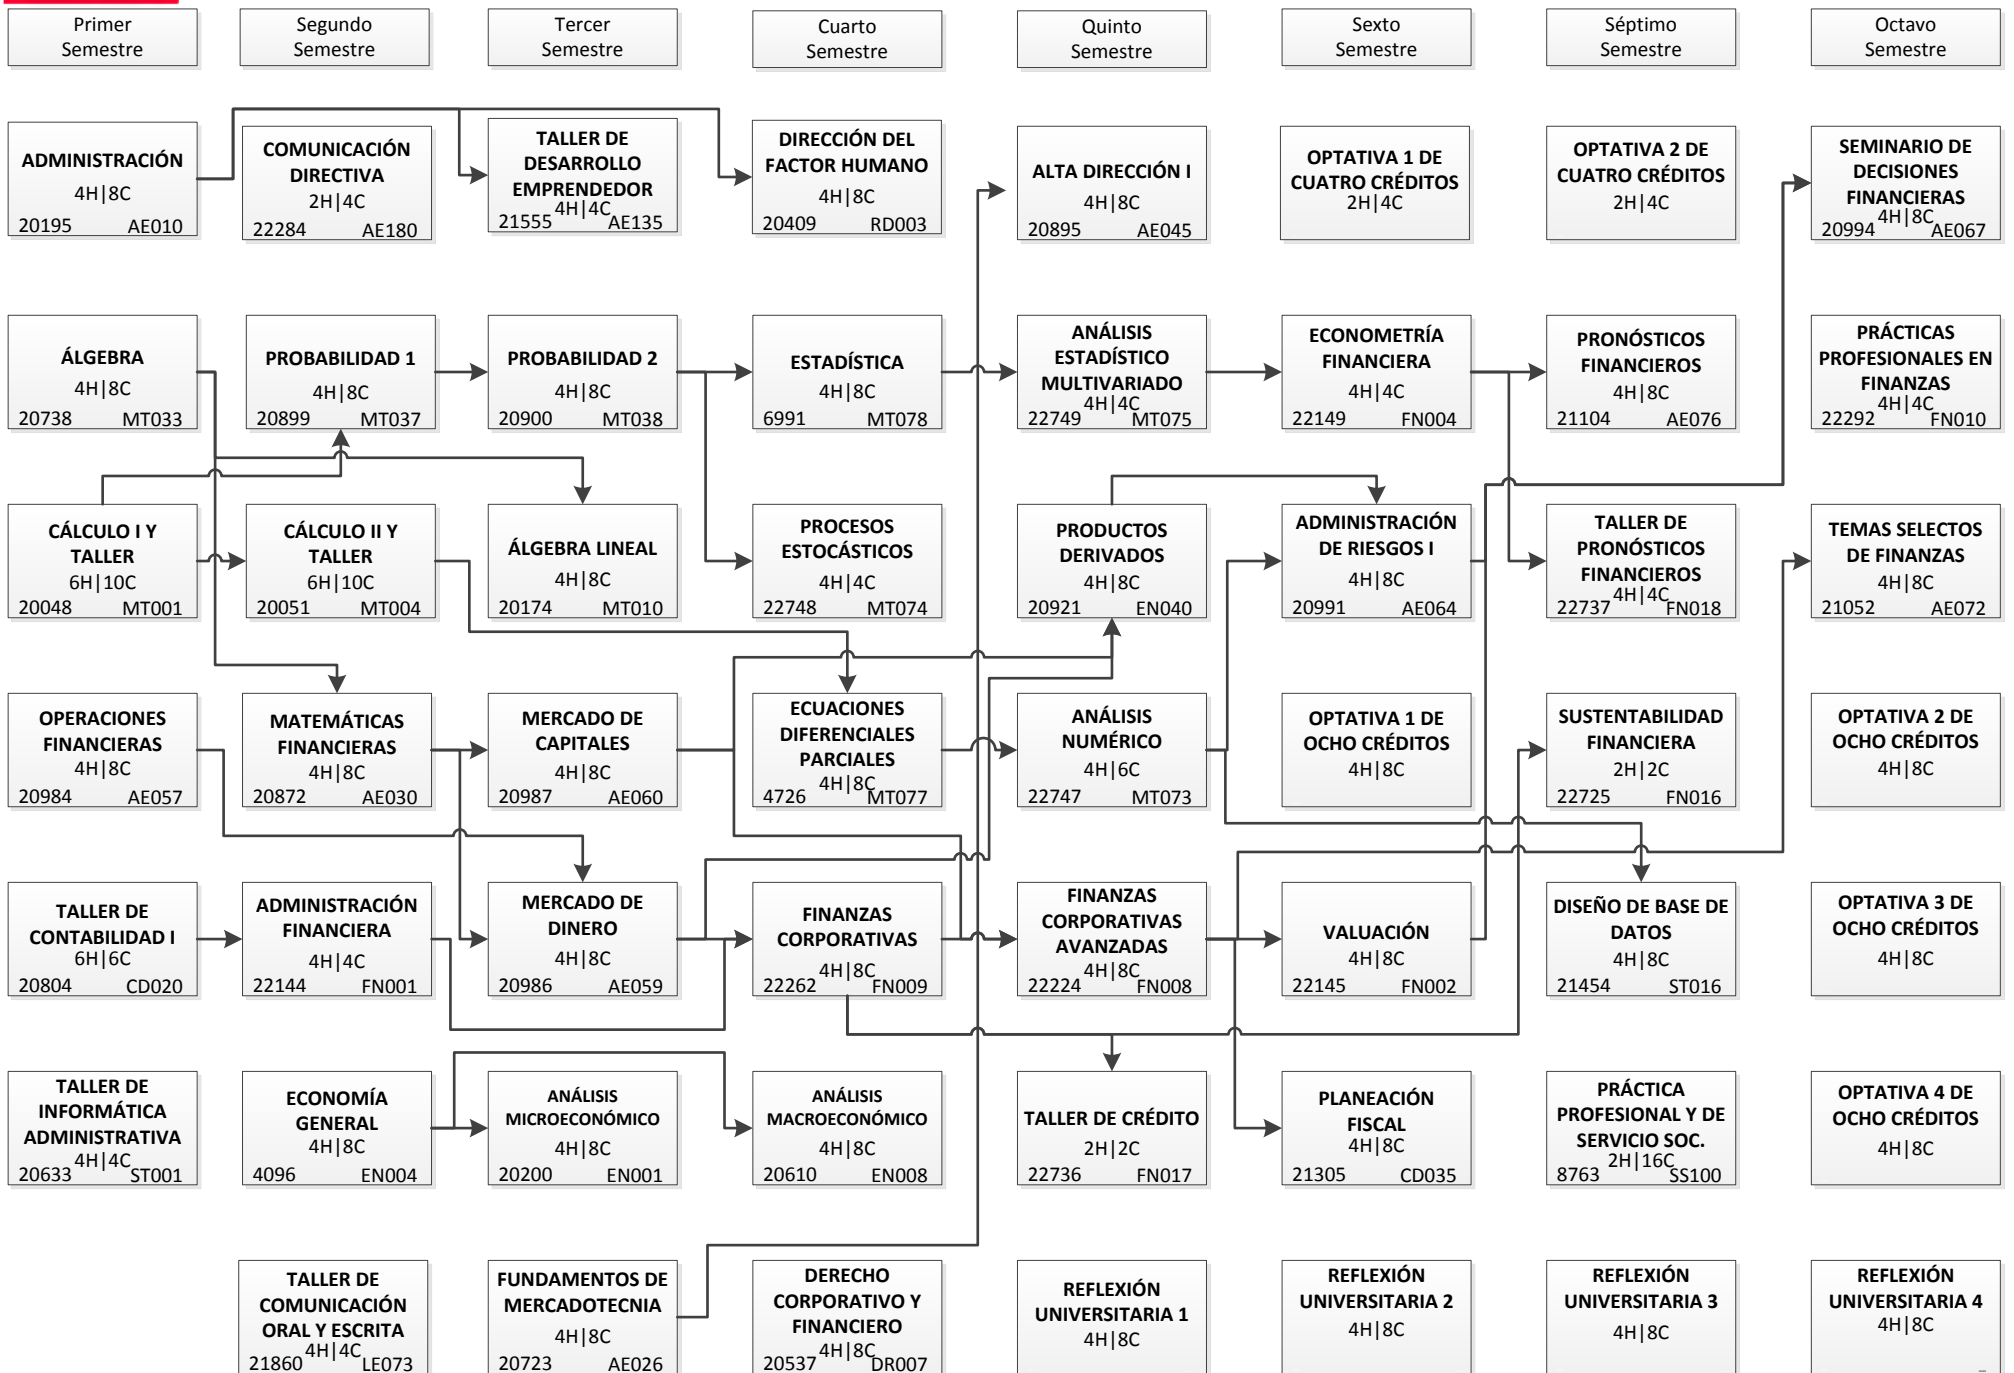 Primer
Semestre
Segundo
Semestre
Tercer
Semestre
Cuarto
Semestre
Quinto
Semestre
Sexto
Semestre
Séptimo
Semestre
Octavo
Semestre
ADMINISTRACIÓN
4H|8C
20195 AE010
COMUNICACIÓN
DIRECTIVA
2H|4C
22284 AE180
TALLER DE
DESARROLLO
EMPRENDEDOR
4H|4C
21555 AE135
DIRECCIÓN DEL
FACTOR HUMANO
4H|8C
20409 RD003
ALTA DIRECCIÓN I
4H|8C
20895 AE045
OPTATIVA 1 DE
CUATRO CRÉDITOS
2H|4C
OPTATIVA 2 DE
CUATRO CRÉDITOS
2H|4C
SEMINARIO DE
DECISIONES
FINANCIERAS
4H|8C
20994 AE067
ÁLGEBRA
4H|8C
20738 MT033
PROBABILIDAD 1
4H|8C
20899 MT037
PROBABILIDAD 2
4H|8C
20900 MT038
ESTADÍSTICA
4H|8C
6991 MT078
ANÁLISIS
ESTADÍSTICO
MULTIVARIADO
4H|4C
22749 MT075
ECONOMETRÍA
FINANCIERA
4H|4C
22149 FN004
PRONÓSTICOS
FINANCIEROS
4H|8C
21104 AE076
PRÁCTICAS
PROFESIONALES EN
FINANZAS
4H|4C
22292 FN010
CÁLCULO I Y
TALLER
6H|10C
20048 MT001
CÁLCULO II Y
TALLER
6H|10C
20051 MT004
ÁLGEBRA LINEAL
4H|8C
20174 MT010
PROCESOS
ESTOCÁSTICOS
4H|4C
22748 MT074
PRODUCTOS
DERIVADOS
4H|8C
20921 EN040
ADMINISTRACIÓN
DE RIESGOS I
4H|8C
20991 AE064
TALLER DE
PRONÓSTICOS
FINANCIEROS
4H|4C
22737 FN018
TEMAS SELECTOS
DE FINANZAS
4H|8C
21052 AE072
OPERACIONES
FINANCIERAS
4H|8C
20984 AE057
MATEMÁTICAS
FINANCIERAS
4H|8C
20872 AE030
MERCADO DE
CAPITALES
4H|8C
20987 AE060
ECUACIONES
DIFERENCIALES
PARCIALES
4H|8C
4726 MT077
ANÁLISIS
NUMÉRICO
4H|6C
22747 MT073
OPTATIVA 1 DE
OCHO CRÉDITOS
4H|8C
SUSTENTABILIDAD
FINANCIERA
2H|2C
22725 FN016
OPTATIVA 2 DE
OCHO CRÉDITOS
4H|8C
TALLER DE
CONTABILIDAD I
6H|6C
20804 CD020
ADMINISTRACIÓN
FINANCIERA
4H|4C
22144 FN001
MERCADO DE
DINERO
4H|8C
20986 AE059
FINANZAS
CORPORATIVAS
4H|8C
22262 FN009
FINANZAS
CORPORATIVAS
AVANZADAS
4H|8C
22224 FN008
VALUACIÓN
4H|8C
22145 FN002
DISEÑO DE BASE DE
DATOS
4H|8C
21454 ST016
OPTATIVA 3 DE
OCHO CRÉDITOS
4H|8C
TALLER DE
INFORMÁTICA
ADMINISTRATIVA
4H|4C
20633 ST001
ECONOMÍA
GENERAL
4H|8C
4096 EN004
ANÁLISIS
MICROECONÓMICO
4H|8C
20200 EN001
ANÁLISIS
MACROECONÓMICO
4H|8C
20610 EN008
TALLER DE CRÉDITO
2H|2C
22736 FN017
PLANEACIÓN
FISCAL
4H|8C
21305 CD035
PRÁCTICA
PROFESIONAL Y DE
SERVICIO SOC.
2H|16C
8763 SS100
OPTATIVA 4 DE
OCHO CRÉDITOS
4H|8C
TALLER DE
COMUNICACIÓN
ORAL Y ESCRITA
4H|4C
21860 LE073
FUNDAMENTOS DE
MERCADOTECNIA
4H|8C
20723 AE026
DERECHO
CORPORATIVO Y
FINANCIERO
4H|8C
20537 DR007
REFLEXIÓN
UNIVERSITARIA 1
4H|8C
REFLEXIÓN
UNIVERSITARIA 2
4H|8C
REFLEXIÓN
UNIVERSITARIA 3
4H|8C
REFLEXIÓN
UNIVERSITARIA 4
4H|8C